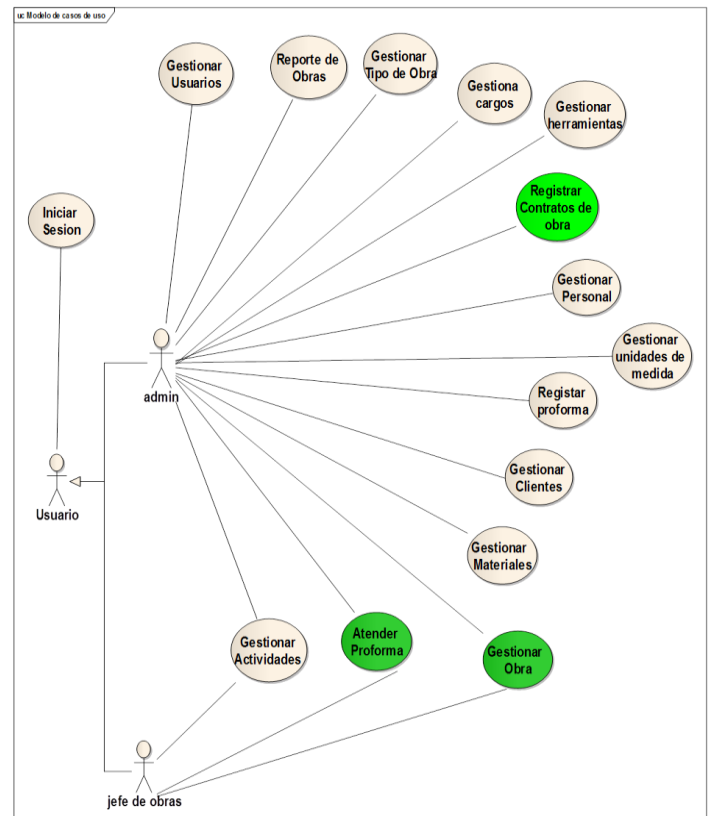 uc Modelo de casos de uso
Gestionar
Usuarios
Reporte de
Obras
Gestionar
Tipo de Obra
Gestiona
cargos
Gestionar
herramientas
Registrar
Contratos de
obra
Iniciar
Sesion
Gestionar
Personal
Gestionar
unidades de
medida
admin
Registar
proforma
Gestionar
Clientes
Usuario
Gestionar
Materiales
Gestionar
Actividades
Atender
Proforma
Gestionar
Obra
jefe de obras